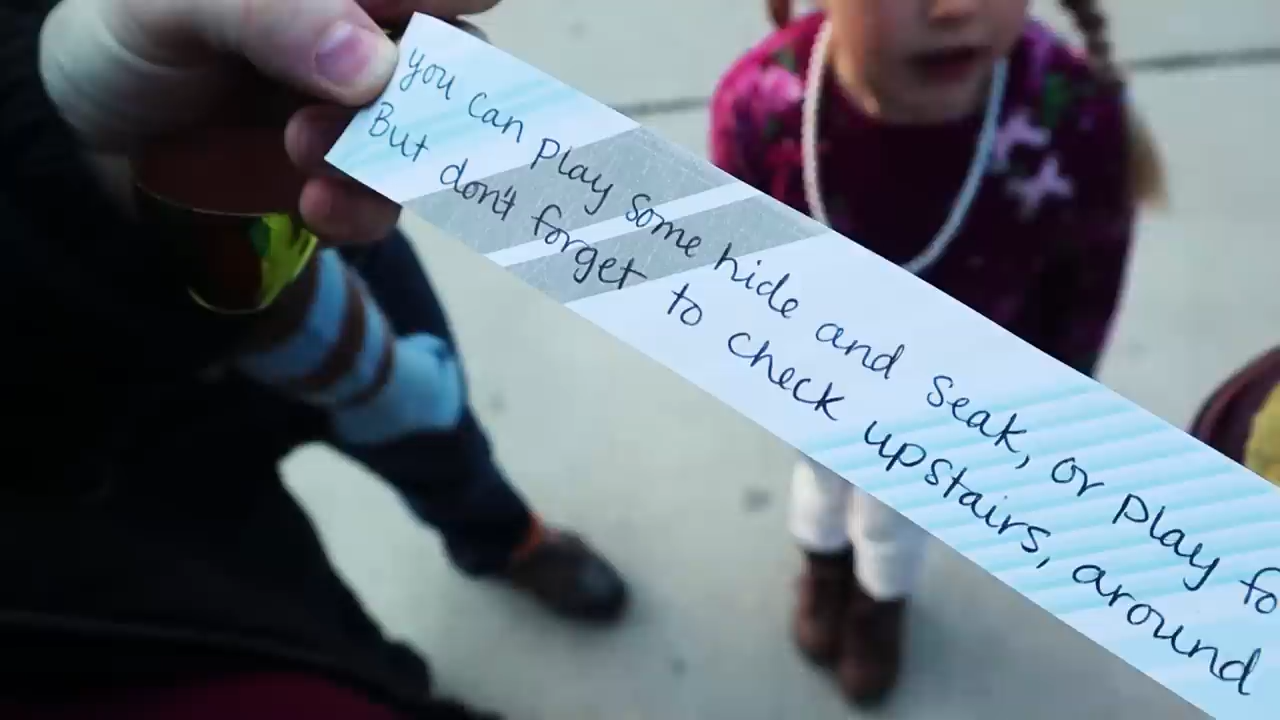 you can play some hide and seak, or play fo
But don't forget to check upstairs, around